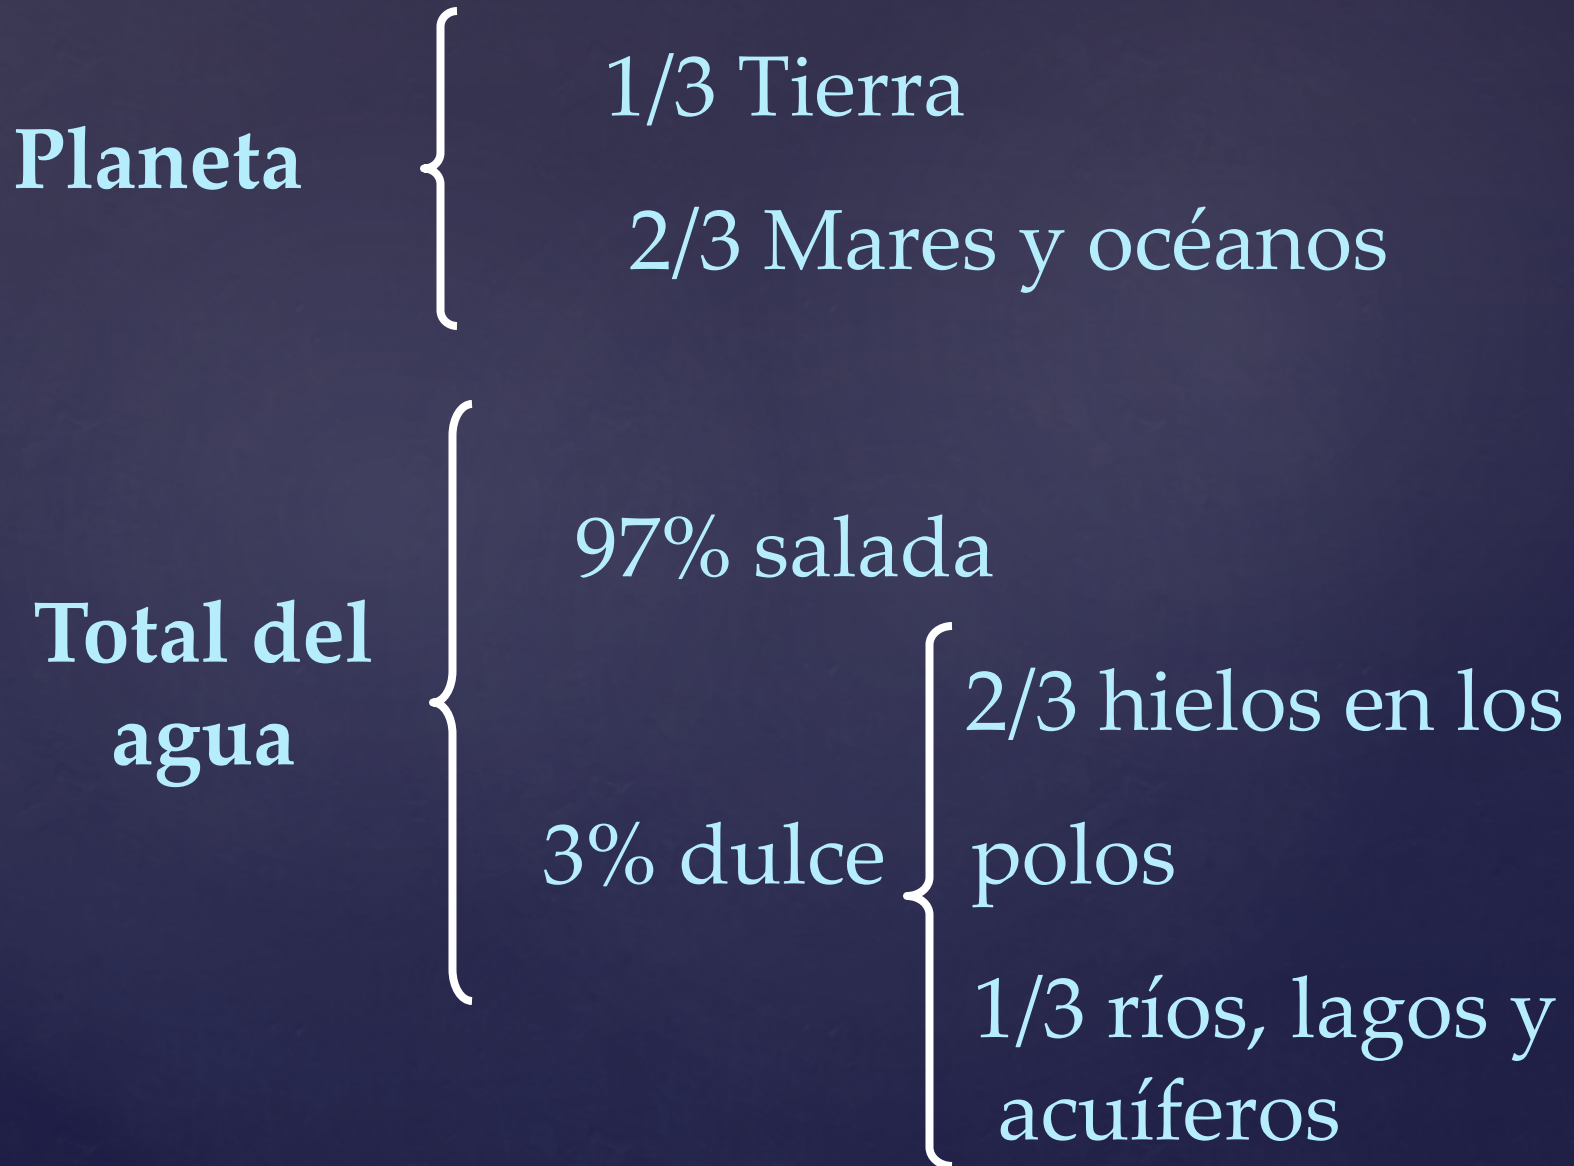 Planeta
1/3 Tierra
2/3 Mares y océanos
Total del
agua
97% salada
3% dulce
2/3 hielos en los
polos
1/3 ríos, lagos y
acuíferos